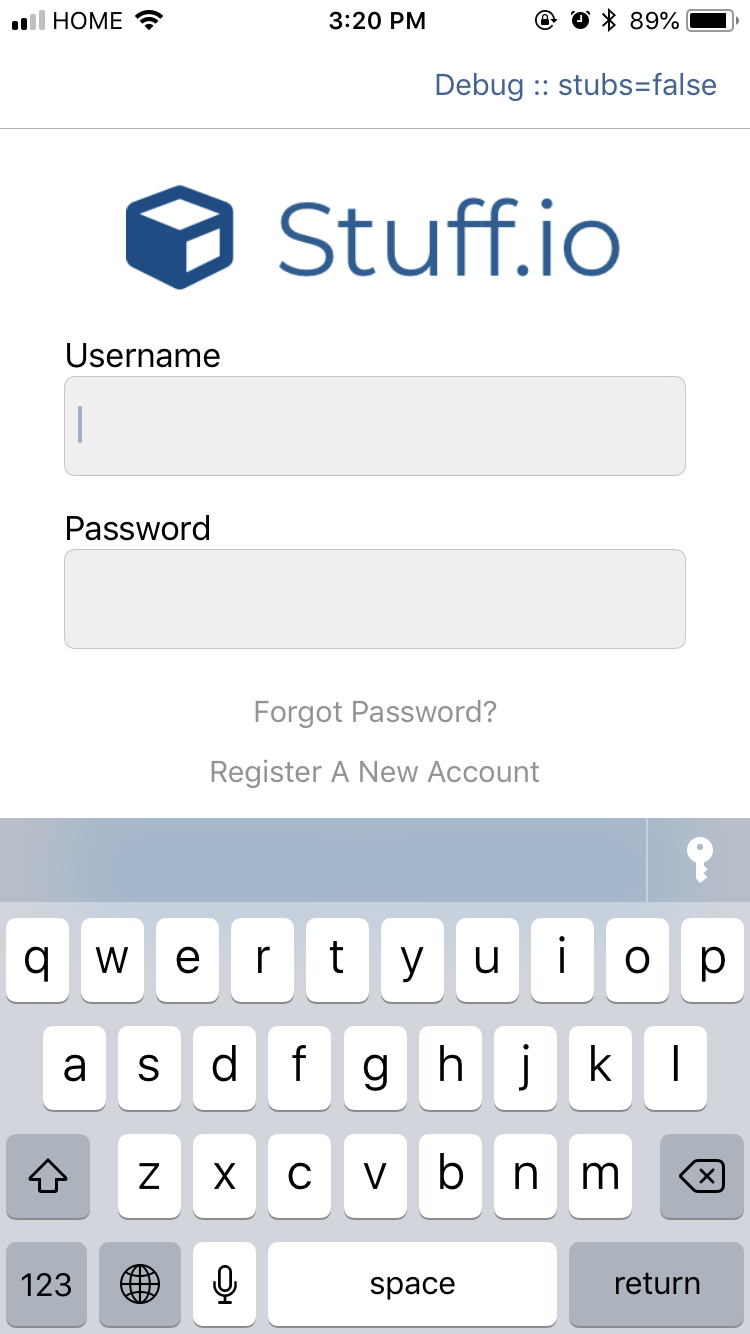 HOME 3:20 PM 89%
Debug :: stubs=false
Stuff.io
Username
Password
Forgot Password?
Register A New Account
q w e r t y u i o p
a s d f g h j k l
z x c v b n m
123 space return